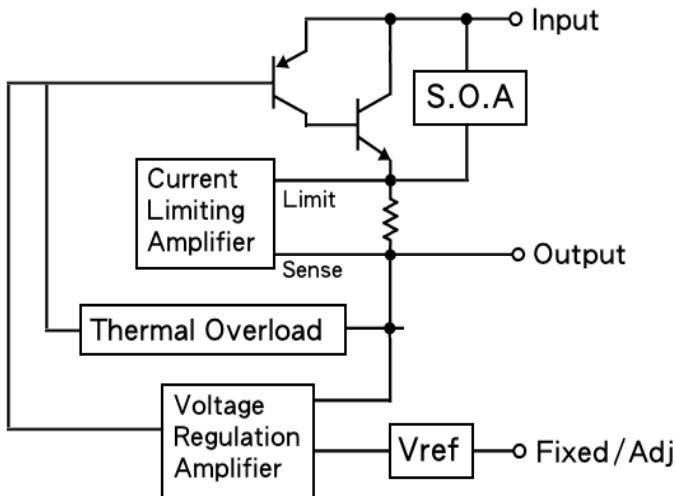 Input
S.O.A
Current
Limiting
Amplifier
Limit
Sense
Output
Thermal Overload
Voltage
Regulation
Amplifier
Vref
Fixed/Adj